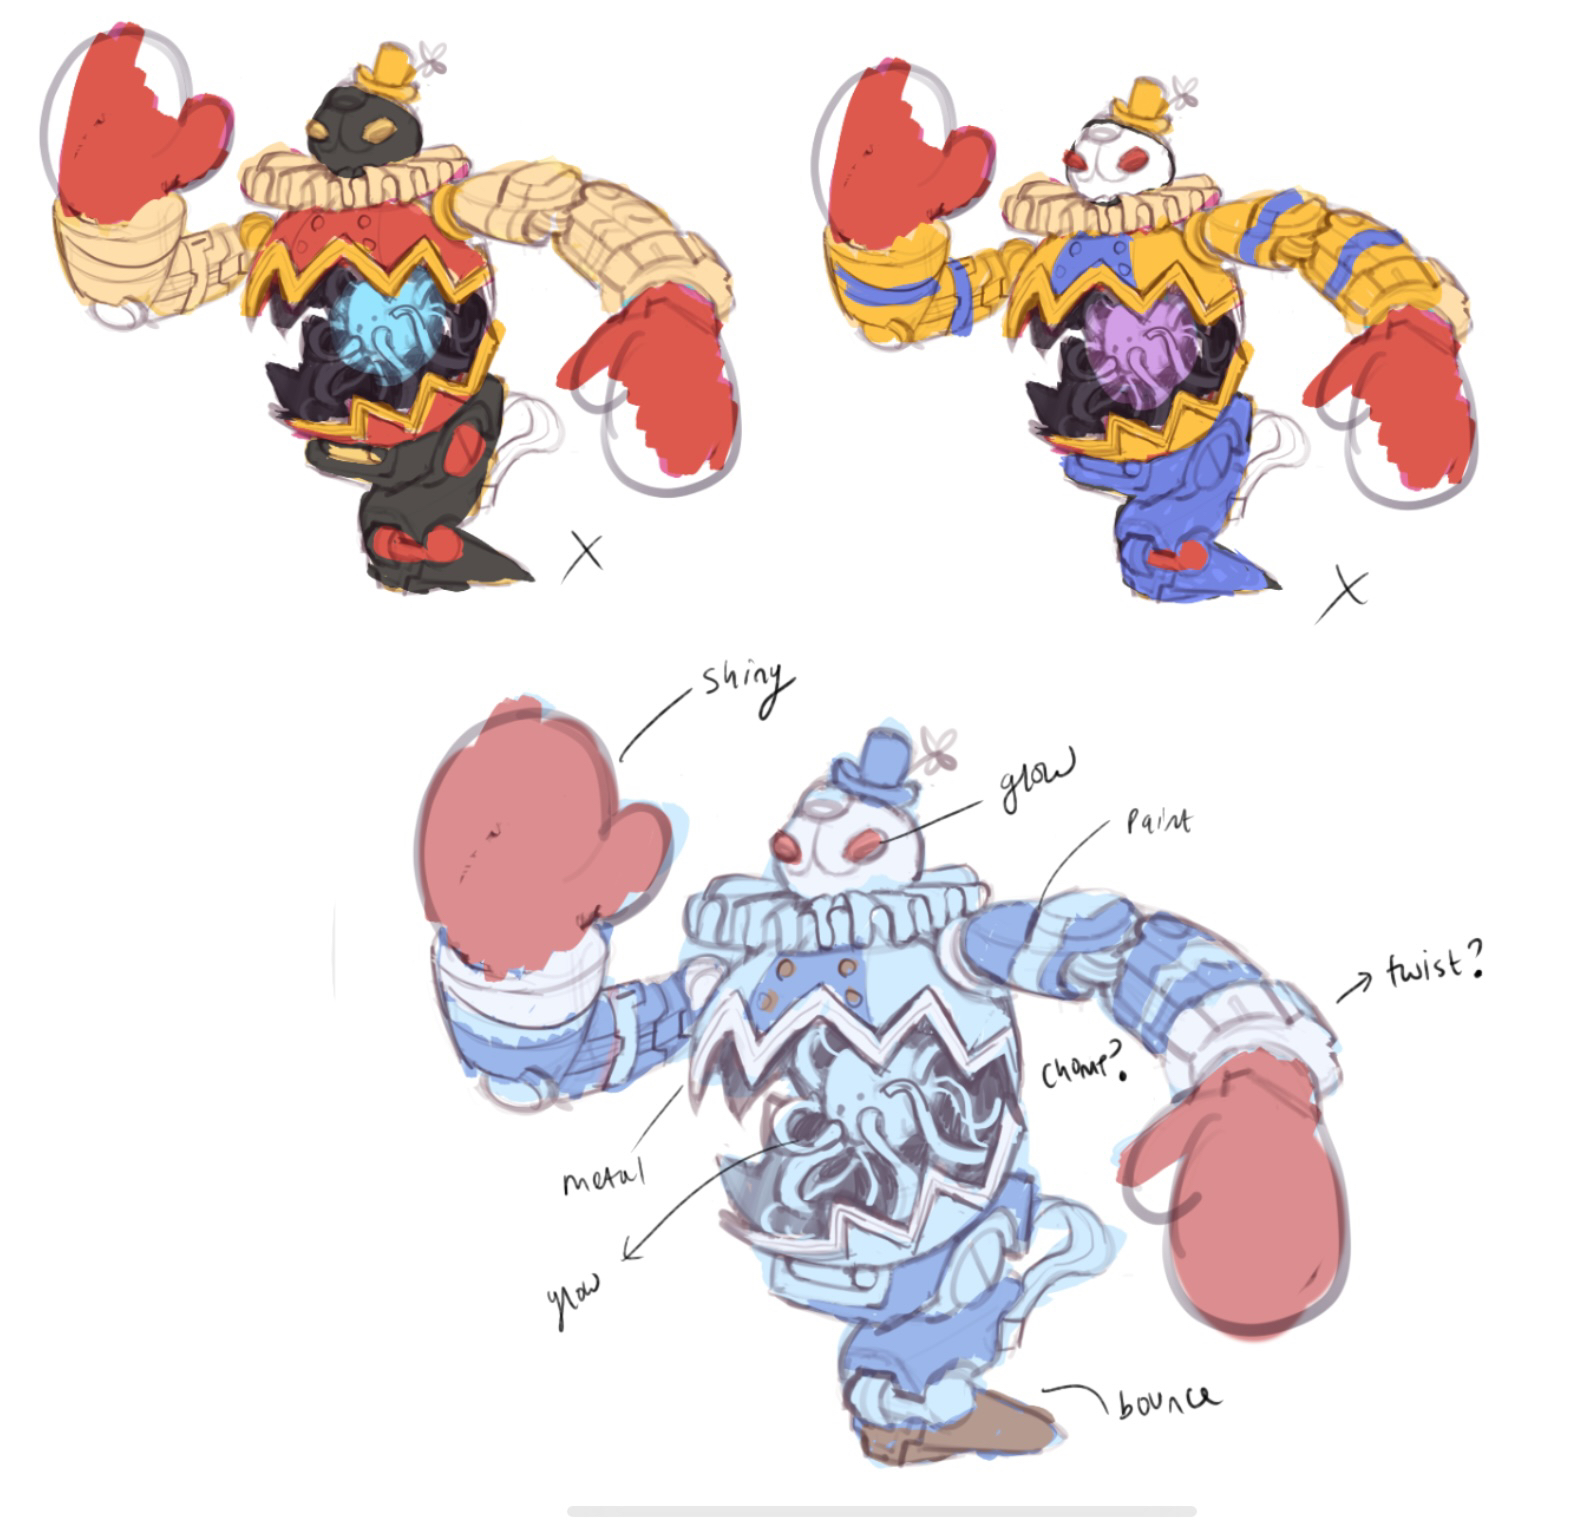 X
X
shiny
glow
paint
twist?
chomp?
metal
glow
bounce